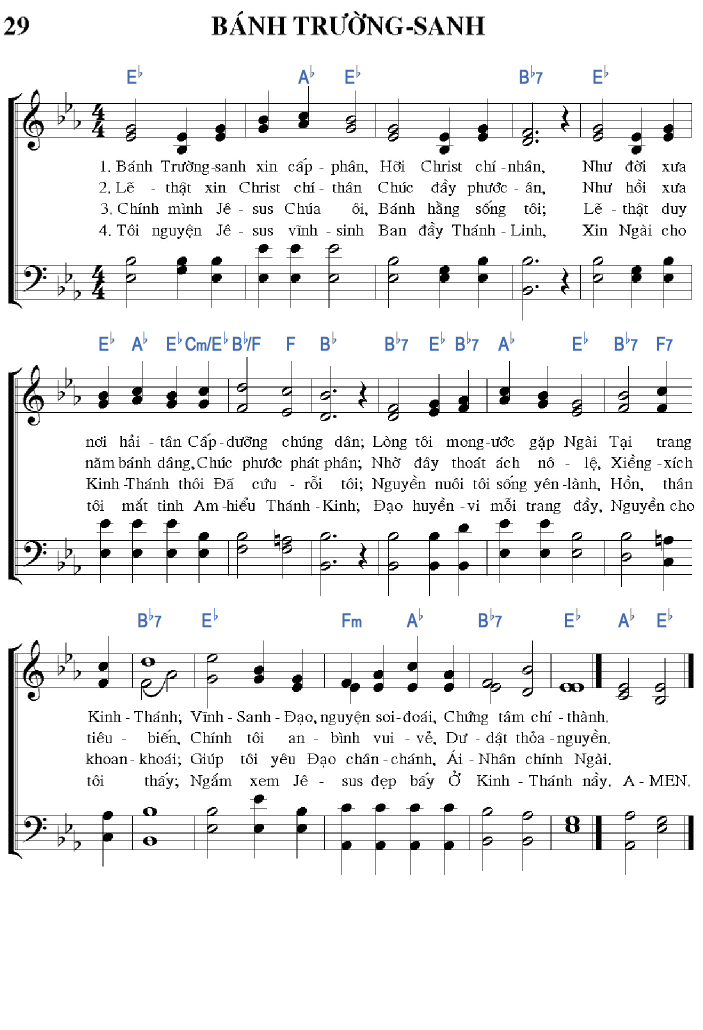 29 BÁNH TRƯỜNG-SANH
E♭ A♭ E♭ B♭7 E♭
4 4
1. Bánh Trường-sanh xin cấp-phân, Hỡi Christ chí-nhân, Như đời xưa
2. Lẽ - thật xin Christ chí-thân Chúc đầy phước-ân, Như hồi xưa
3. Chính mình Jê-sus Chúa ôi, Bánh hằng sống tôi; Lẽ-thật duy
4. Tôi nguyện Jê-sus vĩnh-sinh Ban đầy Thánh-Linh, Xin Ngài cho
4 4
E♭ A♭ E♭ Cm/E♭ B♭/F F B♭ B♭7 E♭ B♭7 A♭ E♭ B♭7 F7
nơi hải-tân Cấp-dưỡng chúng dân; Lòng tôi mong-ước gặp Ngài Tại trang
năm bánh dâng, Chúc phước phát phân; Nhờ đây thoát ách nô-lệ, Xiềng-xích
Kinh-Thánh thôi Đã cứu-rỗi tôi; Nguyền nuôi tôi sống yên-lành, Hồn, thân
tôi mắt tinh Am-hiểu Thánh-Kinh; Đạo huyền-vi mỗi trang đầy, Nguyền cho
B♭7 E♭ Fm A♭ B♭7 E♭ A♭ E♭
Kinh-Thánh; Vĩnh-Sanh-Đạo, nguyện soi-đoái, Chứng tâm chí-thành.
tiêu-biến, Chính tôi an-bình vui-vẻ, Dư-dật thỏa-nguyền.
khoan-khoái; Giúp tôi yêu Đạo chân-chánh, Ái-Nhân chính Ngài.
tôi thấy; Ngắm xem Jê-sus đẹp bấy Ở Kinh-Thánh nầy. A-MEN.